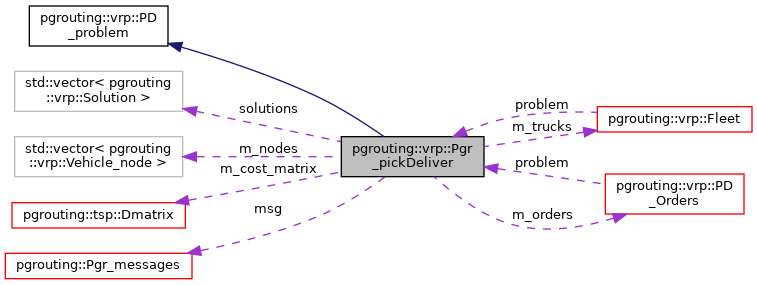 pgrouting::vrp::PD
_problem
std::vector< pgrouting
::vrp::Solution >
solutions
std::vector< pgrouting
::vrp::Vehicle_node >
m_nodes
m_cost_matrix
pgrouting::tsp::Dmatrix
msg
pgrouting::Pgr_messages
pgrouting::vrp::Pgr
_pickDeliver
problem
m_trucks
pgrouting::vrp::Fleet
problem
m_orders
pgrouting::vrp::PD
_Orders